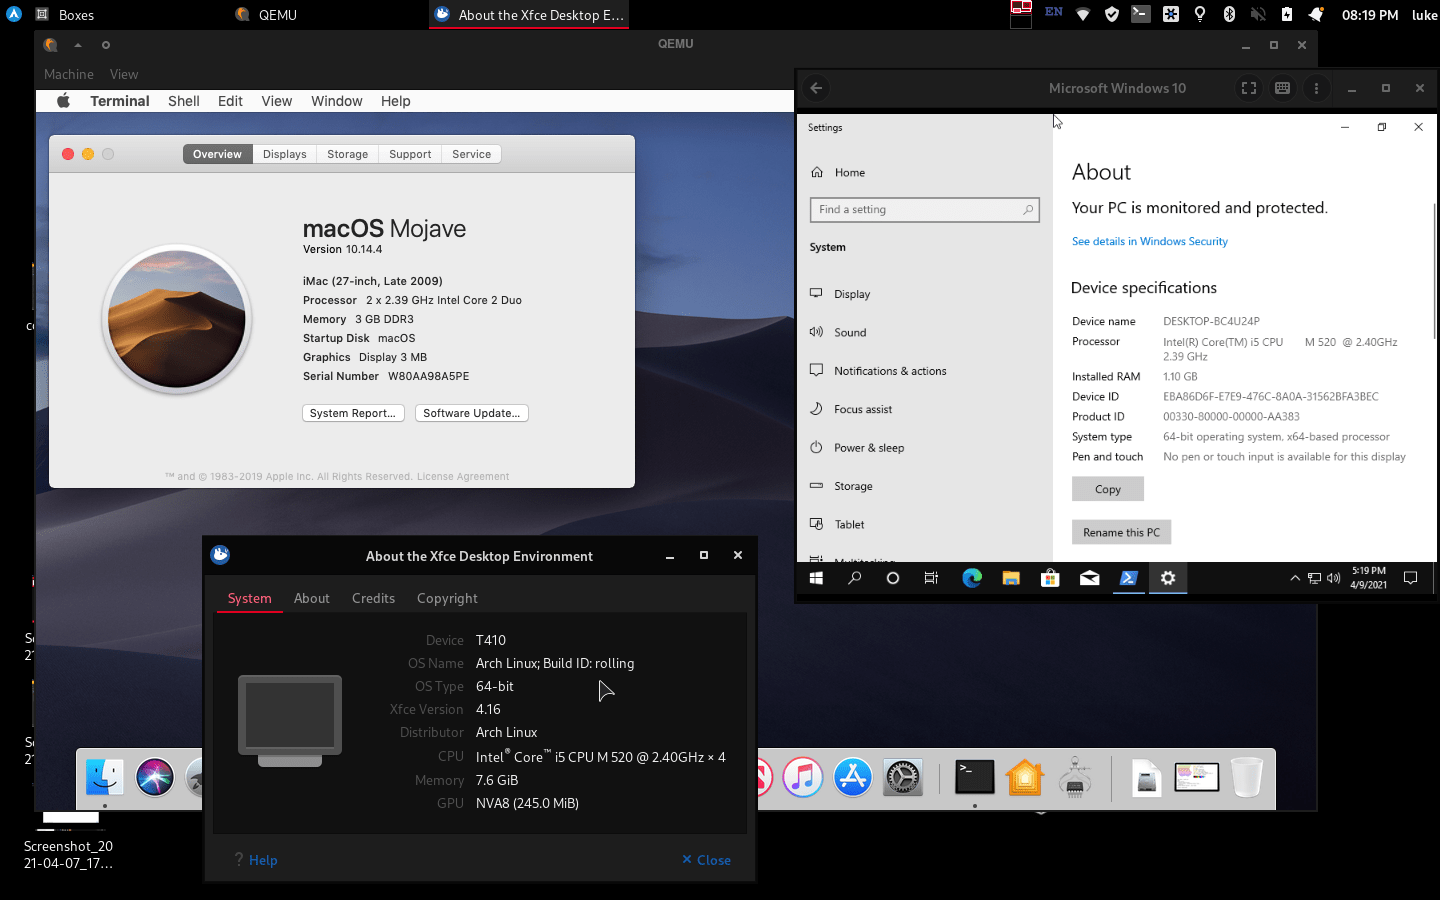 Boxes
QEMU
About the Xfce Desktop E...
EN
08:19 PM
luke
QEMU
Machine View
Terminal Shell Edit View Window Help
Overview Displays Storage Support Service
macOS Mojave
Version 10.14.4
iMac (27-inch, Late 2009)
Processor 2 x 2.39 GHz Intel Core 2 Duo
Memory 3 GB DDR3
Startup Disk macOS
Graphics Display 3 MB
Serial Number W80AA98A5PE
System Report...
Software Update...
™ and © 1983-2019 Apple Inc. All Rights Reserved. License Agreement
Microsoft Windows 10
Settings
Home
Find a setting
System
Display
Sound
Notifications & actions
Focus assist
Power & sleep
Storage
Tablet
Multitasking
About
Your PC is monitored and protected.
See details in Windows Security
Device specifications
Device name DESKTOP-BC4U24P
Processor Intel(R) Core(TM) i5 CPU M 520 @ 2.40GHz
2.39 GHz
Installed RAM 1.10 GB
Device ID EBA86D6F-E7E9-476C-8A0A-31562BFA3BEC
Product ID 00330-80000-00000-AA383
System type 64-bit operating system, x64-based processor
Pen and touch No pen or touch input is available for this display
Copy
Rename this PC
5:19 PM
4/9/2021
About the Xfce Desktop Environment
System About Credits Copyright
Device T410
OS Name Arch Linux; Build ID: rolling
OS Type 64-bit
Xfce Version 4.16
Distributor Arch Linux
CPU Intel® Core™ i5 CPU M 520 @ 2.40GHz × 4
Memory 7.6 GiB
GPU NVA8 (245.0 MiB)
? Help
Close
Screenshot_20
21-04-07_17...